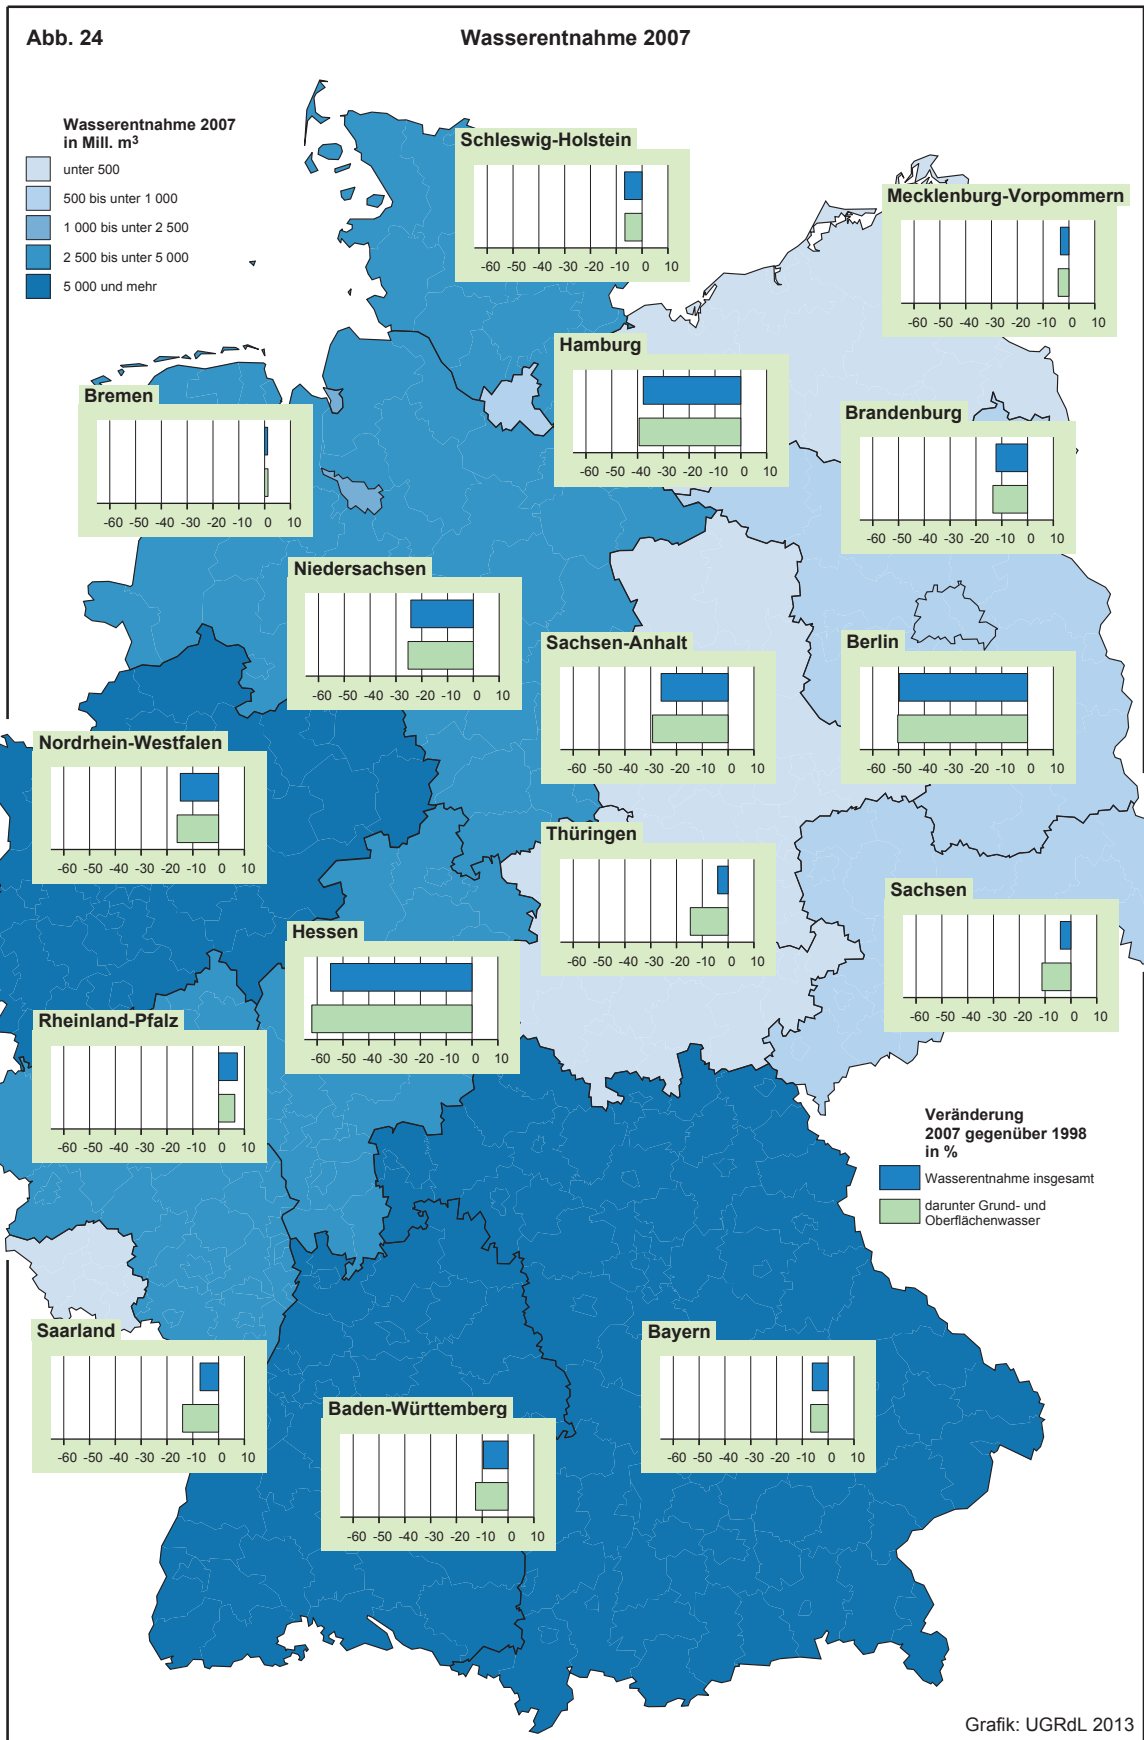 Abb. 24
Wasserentnahme 2007
Wasserentnahme 2007
in Mill. m³
unter 500
500 bis unter 1 000
1 000 bis unter 2 500
2 500 bis unter 5 000
5 000 und mehr
Schleswig-Holstein
-60 -50 -40 -30 -20 -10 0 10
Mecklenburg-Vorpommern
-60 -50 -40 -30 -20 -10 0 10
Hamburg
-60 -50 -40 -30 -20 -10 0 10
Bremen
-60 -50 -40 -30 -20 -10 0 10
Brandenburg
-60 -50 -40 -30 -20 -10 0 10
Niedersachsen
-60 -50 -40 -30 -20 -10 0 10
Sachsen-Anhalt
-60 -50 -40 -30 -20 -10 0 10
Berlin
-60 -50 -40 -30 -20 -10 0 10
Nordrhein-Westfalen
-60 -50 -40 -30 -20 -10 0 10
Thüringen
-60 -50 -40 -30 -20 -10 0 10
Sachsen
-60 -50 -40 -30 -20 -10 0 10
Hessen
-60 -50 -40 -30 -20 -10 0 10
Rheinland-Pfalz
-60 -50 -40 -30 -20 -10 0 10
Veränderung
2007 gegenüber 1998
in %
Wasserentnahme insgesamt
darunter Grund- und
Oberflächenwasser
Saarland
-60 -50 -40 -30 -20 -10 0 10
Bayern
-60 -50 -40 -30 -20 -10 0 10
Baden-Württemberg
-60 -50 -40 -30 -20 -10 0 10
Grafik: UGRdL 2013